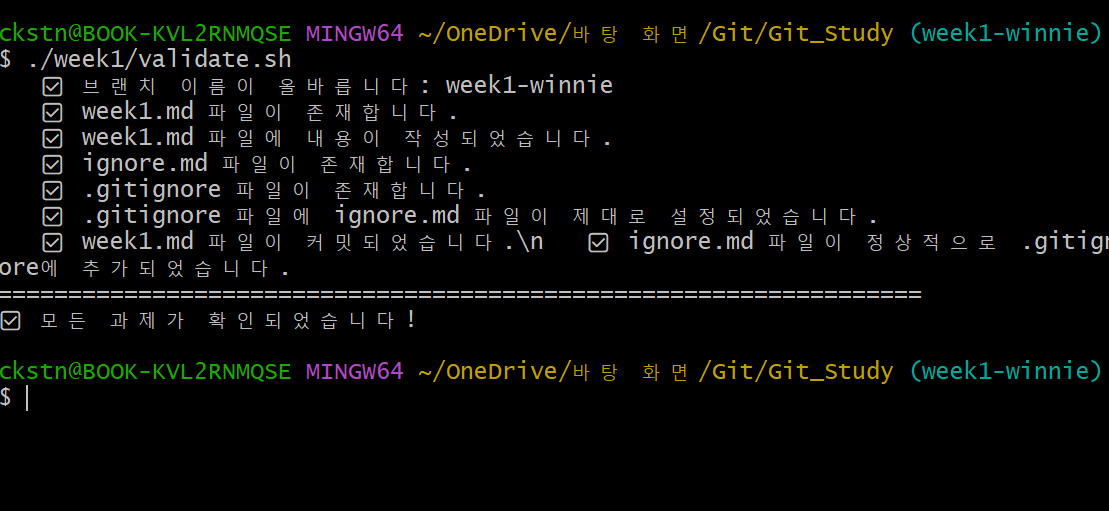 ckstn@BOOK-KVL2RNMQSE MINGW64 ~/OneDrive/바탕 화면/Git/Git_Study (week1-winnie)
$ ./week1/validate.sh
☑ 브랜치 이름이 올바릅니다: week1-winnie
☑ week1.md 파일이 존재합니다.
☑ week1.md 파일에 내용이 작성되었습니다.
☑ ignore.md 파일이 존재합니다.
☑ .gitignore 파일이 존재합니다.
☑ .gitignore 파일에 ignore.md 파일이 제대로 설정되었습니다.
☑ week1.md 파일이 커밋되었습니다.\n ☑ ignore.md 파일이 정상적으로 .gitign
ore에 추가되었습니다.
==================================================================
☑ 모든 과제가 확인되었습니다!
ckstn@BOOK-KVL2RNMQSE MINGW64 ~/OneDrive/바탕 화면/Git/Git_Study (week1-winnie)
$